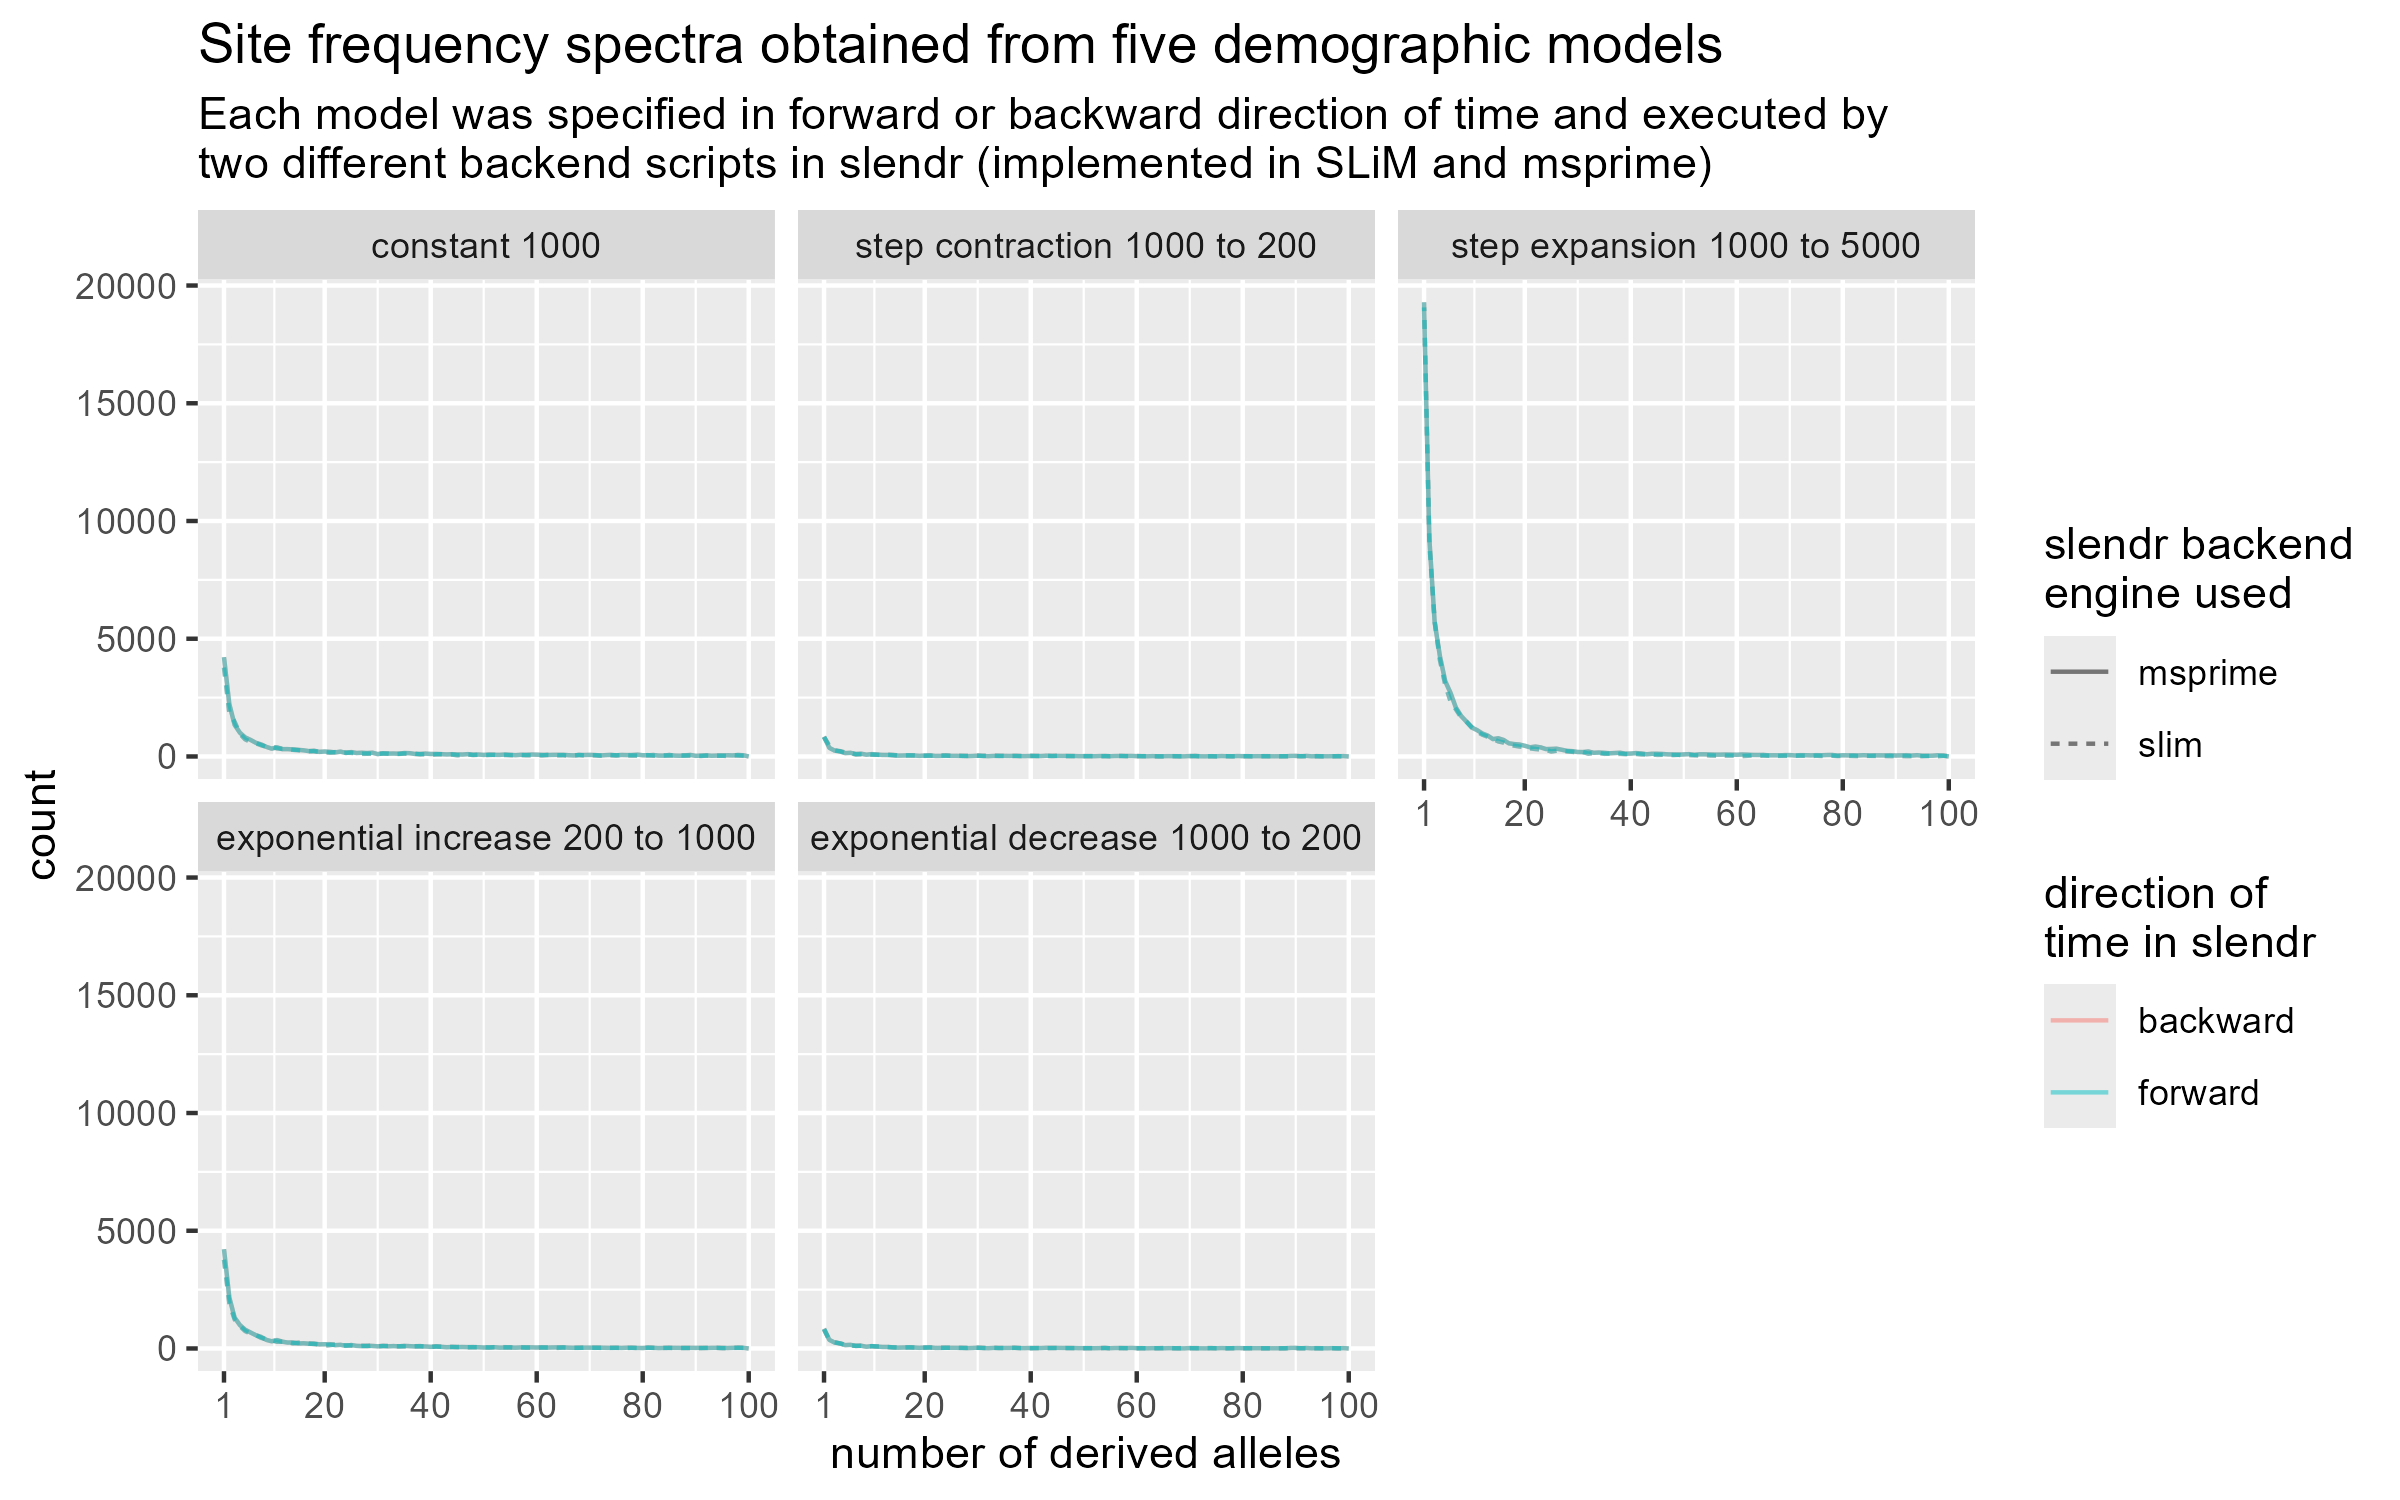 Site frequency spectra obtained from five demographic models
Each model was specified in forward or backward direction of time and executed by
two different backend scripts in slendr (implemented in SLiM and msprime)
constant 1000
step contraction 1000 to 200
step expansion 1000 to 5000
20000
15000
10000
5000
0
1 20 40 60 80 100
exponential increase 200 to 1000
exponential decrease 1000 to 200
20000
15000
10000
5000
0
1 20 40 60 80 100
1 20 40 60 80 100
count
number of derived alleles
slendr backend
engine used
msprime
slim
direction of
time in slendr
backward
forward